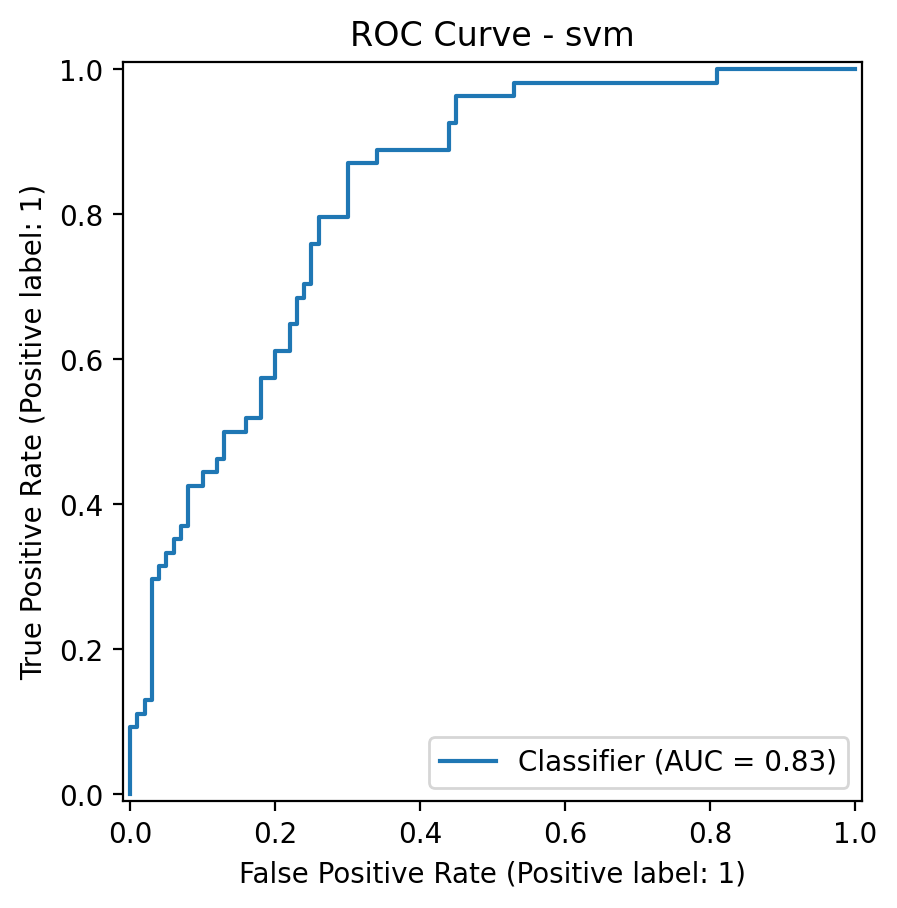 ROC Curve - svm
1.0
0.8
0.6
0.4
0.2
0.0
True Positive Rate (Positive label: 1)
Classifier (AUC = 0.83)
0.0 0.2 0.4 0.6 0.8 1.0
False Positive Rate (Positive label: 1)